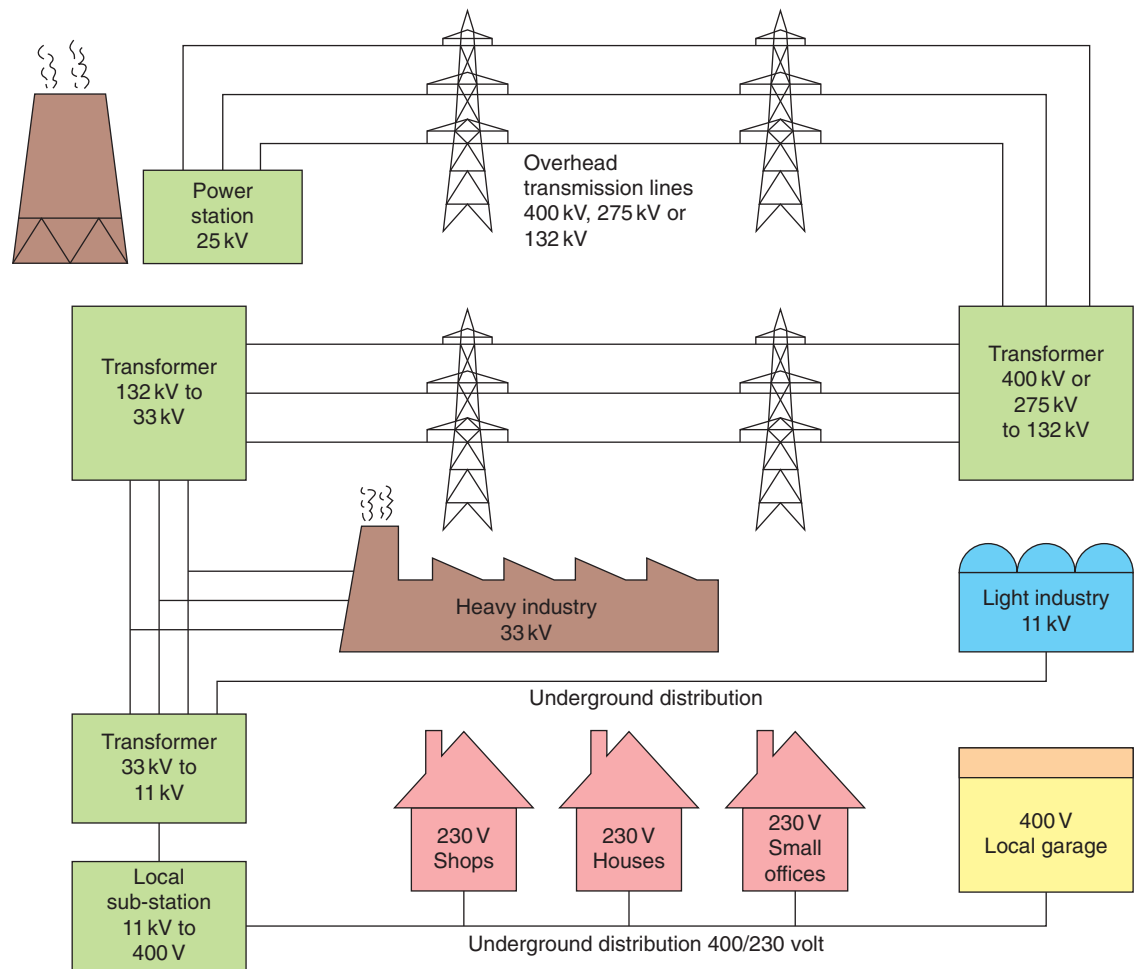 Power
station
25 kV
Overhead
transmission lines
400 kV, 275 kV or
132 kV
Transformer
132 kV to
33 kV
Transformer
400 kV or
275 kV
to 132 kV
Heavy industry
33 kV
Light industry
11 kV
Underground distribution
Transformer
33 kV to
11 kV
230 V
Shops
230 V
Houses
230 V
Small
offices
400 V
Local garage
Local
sub-station
11 kV to
400 V
Underground distribution 400/230 volt